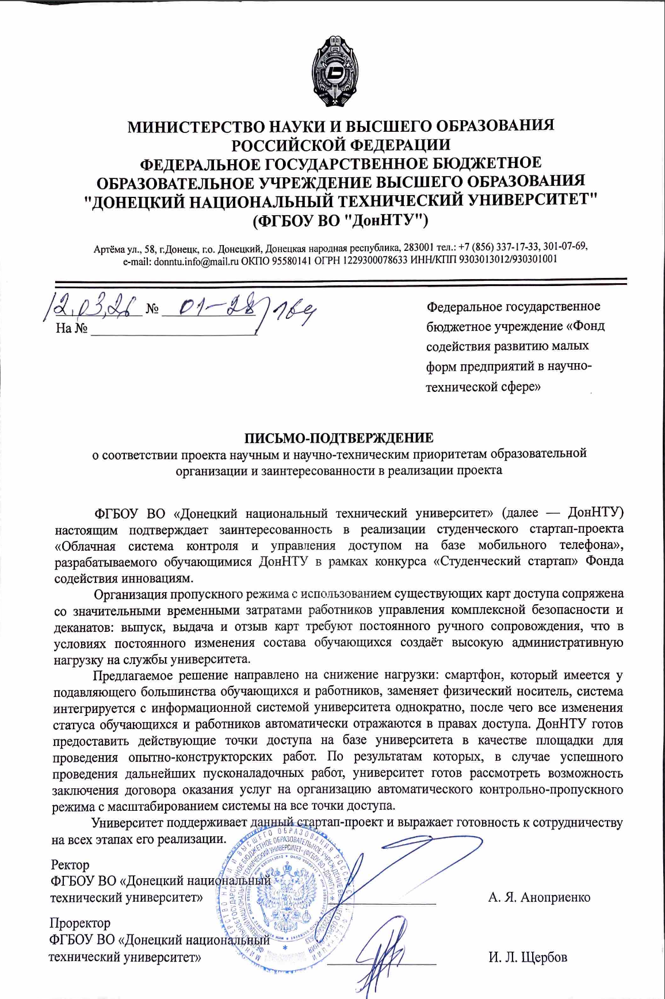 МИНИСТЕРСТВО НАУКИ И ВЫСШЕГО ОБРАЗОВАНИЯ
РОССИЙСКОЙ ФЕДЕРАЦИИ
ФЕДЕРАЛЬНОЕ ГОСУДАРСТВЕННОЕ БЮДЖЕТНОЕ
ОБРАЗОВАТЕЛЬНОЕ УЧРЕЖДЕНИЕ ВЫСШЕГО ОБРАЗОВАНИЯ
"ДОНЕЦКИЙ НАЦИОНАЛЬНЫЙ ТЕХНИЧЕСКИЙ УНИВЕРСИТЕТ"
(ФГБОУ ВО "ДонНТУ")
Артёма ул., 58, г.Донецк, г.о. Донецкий, Донецкая народная республика, 283001 тел.: +7 (856) 337-17-33, 301-07-69,
e-mail: donntu.info@mail.ru ОКПО 95580141 ОГРН 1229300078633 ИНН/КПП 9303013012/930301001
12.03.26 № 01-28/
На №
Федеральное государственное
бюджетное учреждение «Фонд
содействия развитию малых
форм предприятий в научно-
технической сфере»
ПИСЬМО-ПОДТВЕРЖДЕНИЕ
о соответствии проекта научным и научно-техническим приоритетам образовательной
организации и заинтересованности в реализации проекта
ФГБОУ ВО «Донецкий национальный технический университет» (далее — ДонНТУ)
настоящим подтверждает заинтересованность в реализации студенческого стартап-проекта
«Облачная система контроля и управления доступом на базе мобильного телефона»,
разрабатываемого обучающимися ДонНТУ в рамках конкурса «Студенческий стартап» Фонда
содействия инновациям.
Организация пропускного режима с использованием существующих карт доступа сопряжена
со значительными временными затратами работников управления комплексной безопасности и
деканатов: выпуск, выдача и отзыв карт требуют постоянного ручного сопровождения, что в
условиях постоянного изменения состава обучающихся создаёт высокую административную
нагрузку на службы университета.
Предлагаемое решение направлено на снижение нагрузки: смартфон, который имеется у
подавляющего большинства обучающихся и работников, заменяет физический носитель, система
интегрируется с информационной системой университета однократно, после чего все изменения
статуса обучающихся и работников автоматически отражаются в правах доступа. ДонНТУ готов
предоставить действующие точки доступа на базе университета в качестве площадки для
проведения опытно-конструкторских работ. По результатам которых, в случае успешного
проведения дальнейших пусконаладочных работ, университет готов рассмотреть возможность
заключения договора оказания услуг на организацию автоматического контрольно-пропускного
режима с масштабированием системы на все точки доступа.
Университет поддерживает данный стартап-проект и выражает готовность к сотрудничеству
на всех этапах его реализации.
Ректор
ФГБОУ ВО «Донецкий национальный
технический университет»
А. Я. Аноприенко
Проректор
ФГБОУ ВО «Донецкий национальный
технический университет»
И. Л. Щербов